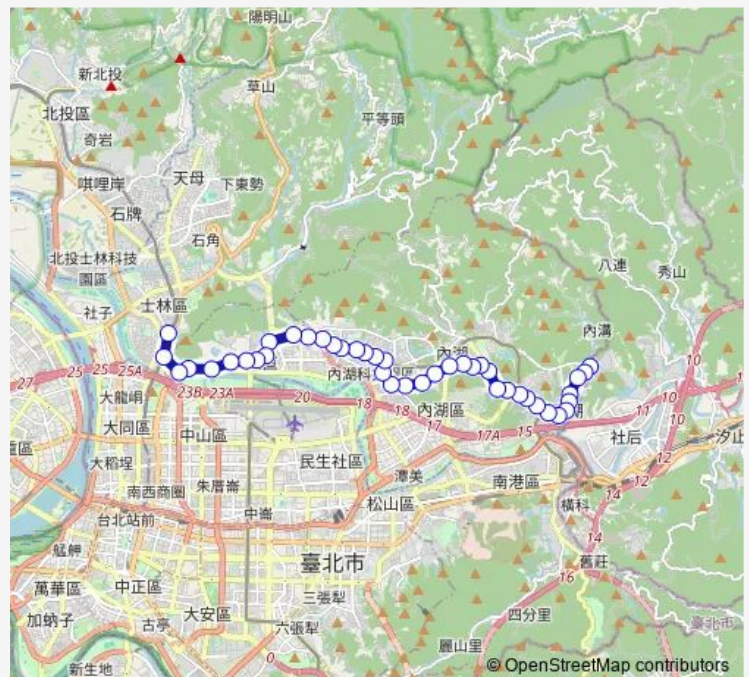 陽明山
新北投
草山
北投區
平等頭
奇岩
唭哩岸
天母
下東勢
石牌
石角
北投士林科技
園區
八連
秀山
士林區
社子
內溝
10
內湖
27
25
25
25A
內湖科
區
大龍峒
23B
23A
20
18
18
內湖區
11
10
大同區
中山區
17
17A
15
社后
汐止
重區
大稻埕
民生社區
12
朱厝崙
潭美
南港區
南西商圈
松山區
12
14
橫科
台北站前
中崙
14
艋舺
臺北市
舊莊
16
萬華區
中正區
三張犁
加蚋子
大安區
四分里
臺北市
古亭
六張犁
麗山里
新生地
0
© OpenStreetMap contributors